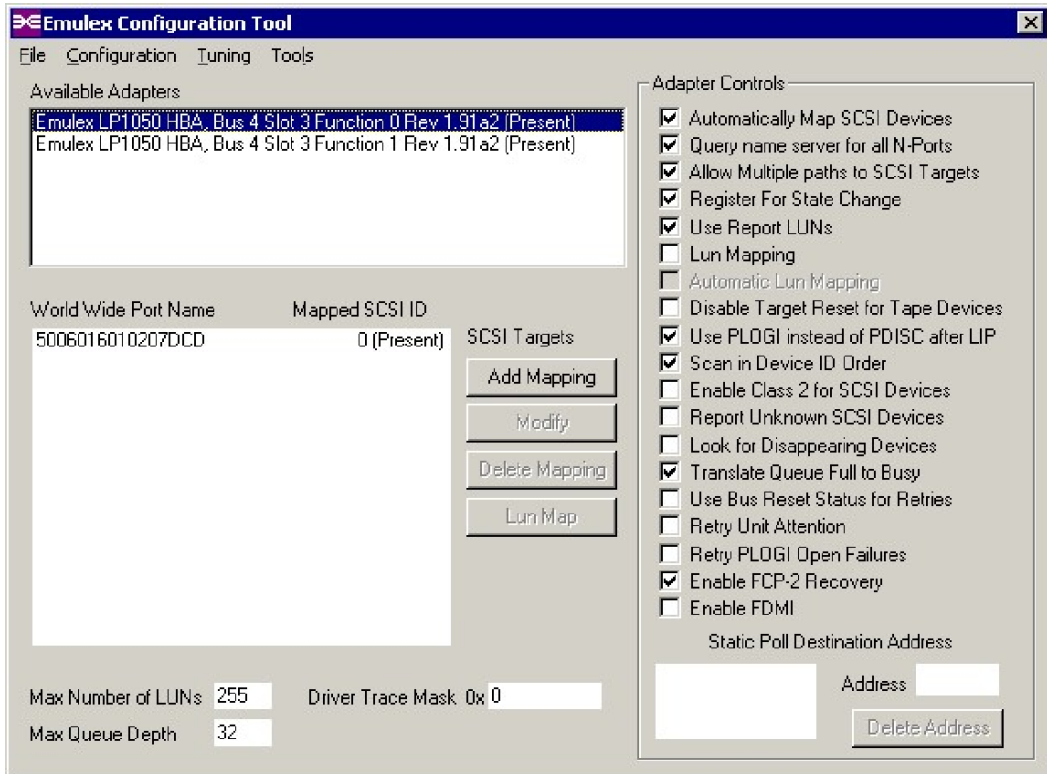 Emulex Configuration Tool
File Configuration Tuning Tools
Available Adapters
Emulex LP1050 HBA, Bus 4 Slot 3 Function 0 Rev 1.91a2 (Present)
Emulex LP1050 HBA, Bus 4 Slot 3 Function 1 Rev 1.91a2 (Present)
World Wide Port Name Mapped SCSI ID
5006016010207DCD 0 (Present)
SCSI Targets
Add Mapping
Modify
Delete Mapping
Lun Map
Max Number of LUNs 255
Driver Trace Mask 0x 0
Max Queue Depth 32
Adapter Controls
Automatically Map SCSI Devices
Query name server for all N-Ports
Allow Multiple paths to SCSI Targets
Register For State Change
Use Report LUNs
Lun Mapping
Automatic Lun Mapping
Disable Target Reset for Tape Devices
Use PLOGI instead of PDISC after LIP
Scan in Device ID Order
Enable Class 2 for SCSI Devices
Report Unknown SCSI Devices
Look for Disappearing Devices
Translate Queue Full to Busy
Use Bus Reset Status for Retries
Retry Unit Attention
Retry PLOGI Open Failures
Enable FCP-2 Recovery
Enable FDMI
Static Poll Destination Address
Address
Delete Address